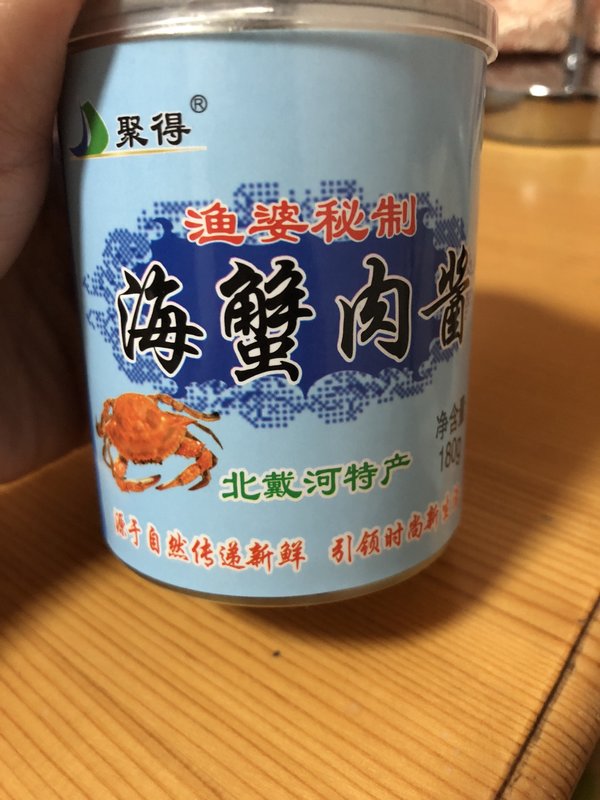 聚得®
渔婆秘制
海蟹肉酱
净含量
180g
北戴河特产
源于自然传递新鲜 引领时尚新